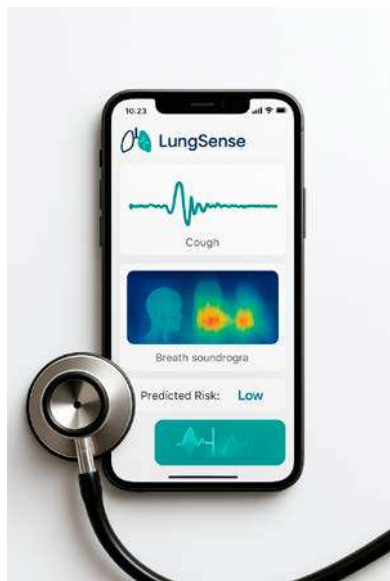 10:23
LungSense
Cough
Breath soundrogra
Predicted Risk: Low